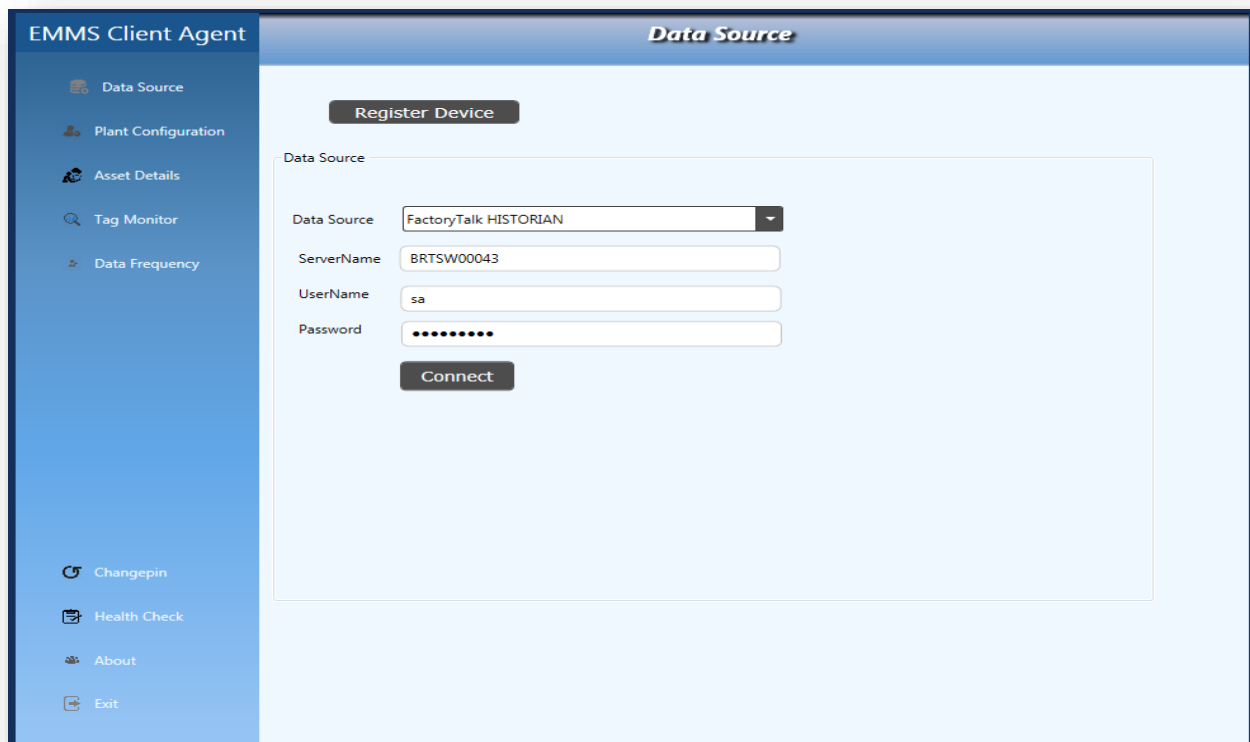 EMMS Client Agent
Data Source
Data Source
Plant Configuration
Asset Details
Tag Monitor
Data Frequency
Changepin
Health Check
About
Exit
Register Device
Data Source
Data Source FactoryTalk HISTORIAN
ServerName BRTSW00043
UserName sa
Password •••••••••
Connect